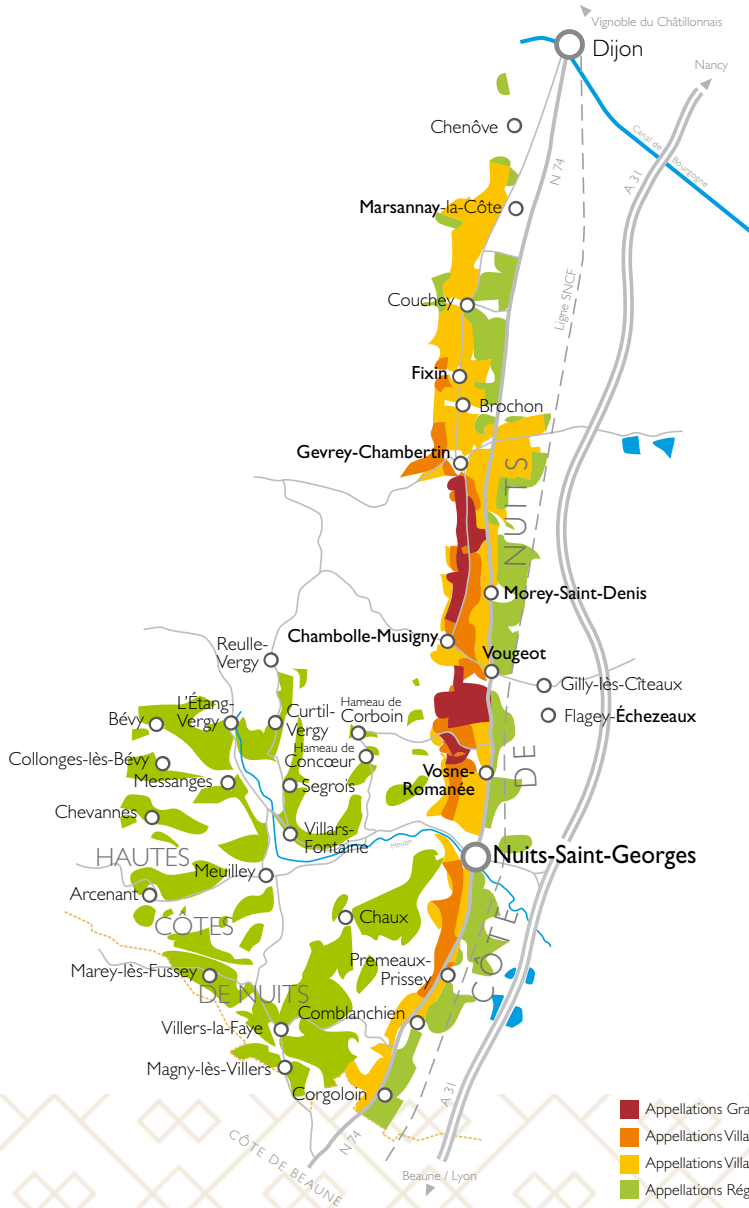 Vignoble du Châtillonnais
Dijon
Nancy
Chenôve
Canal de Bourgogne
N 74
A 31
Marsannay-la-Côte
Couchey
Ligne SNCF
Fixin
Brochon
Gevrey-Chambertin
CÔTE DE NUITS
Morey-Saint-Denis
Chambolle-Musigny
Reulle-
Vergy
Vougeot
Gilly-lès-Cîteaux
L'Étang-
Vergy
Curtil-
Vergy
Hameau de
Corboin
Bévy
Flagey-Échezeaux
Hameau de
Concœur
Collonges-lès-Bévy
Messanges
Segrois
Vosne-
Romanée
Chevannes
Villars-
Fontaine
Meuzin
Nuits-Saint-Georges
HAUTES
Meuilley
Arcenant
CÔTES
Chaux
Premeaux-
Prissey
Marey-lès-Fussey
DE NUITS
Comblanchien
Villers-la-Faye
Magny-lès-Villers
Corgoloin
A 31
N 74
CÔTE DE BEAUNE
Beaune / Lyon
Appellations Gra
Appellations Villa
Appellations Villa
Appellations Rég